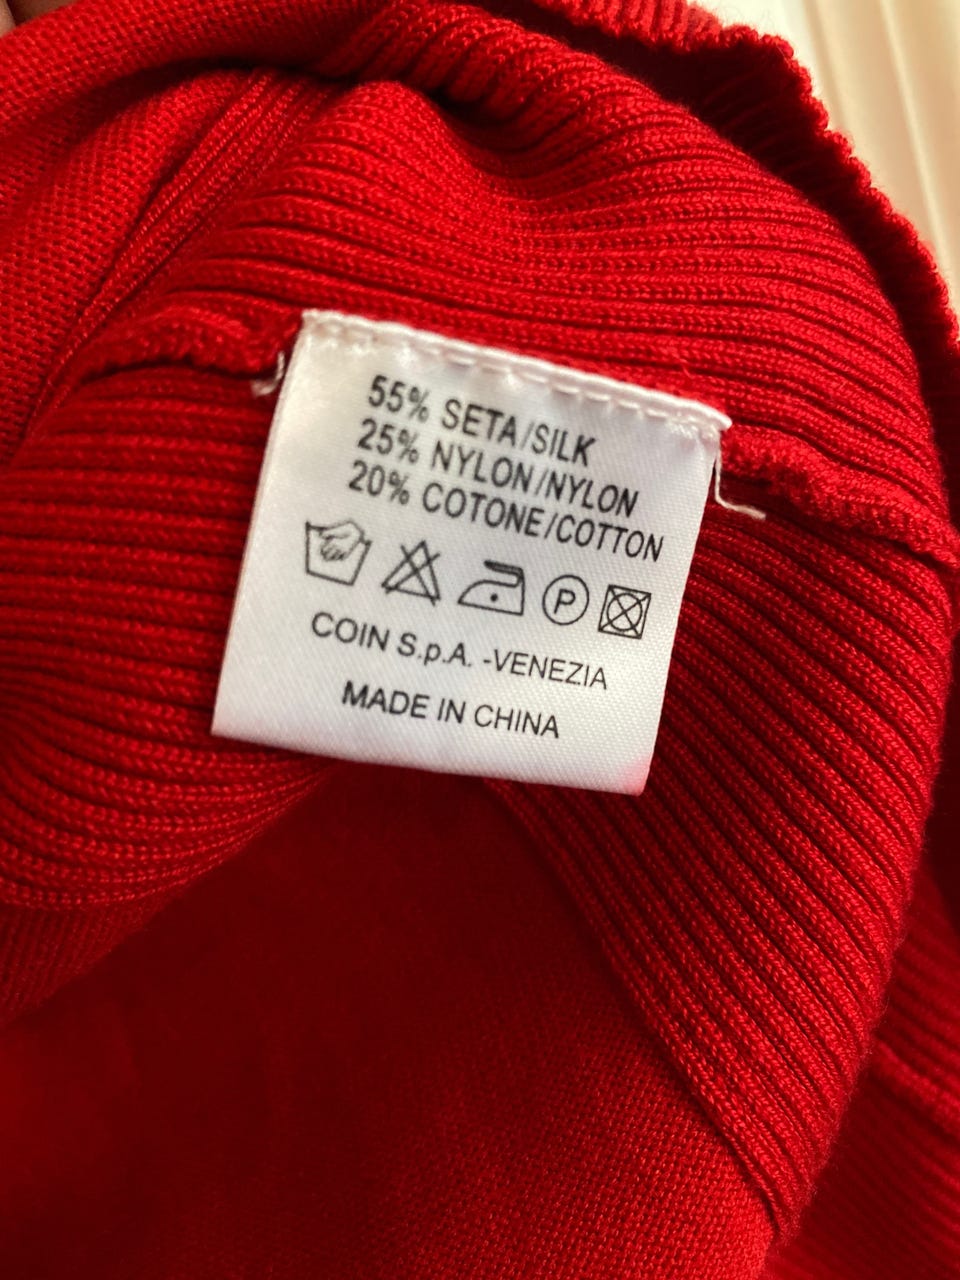 55% SETA/SILK
25% NYLON/NYLON
20% COTONE/COTTON
P
COIN S.p.A. -VENEZIA
MADE IN CHINA